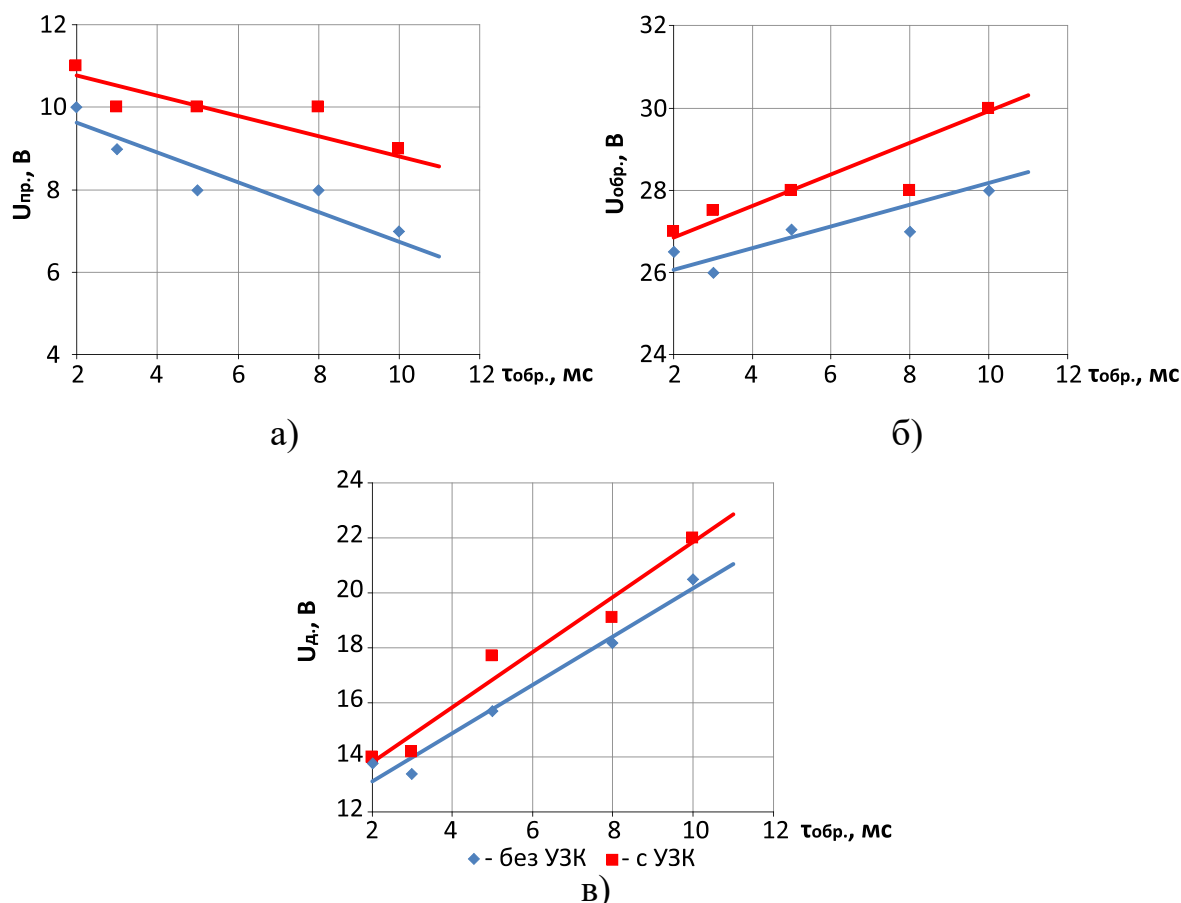 12
10
8
6
4
Uпр., В
2 4 6 8 10 12 τобр., мс
а)
32
30
28
26
24
Uобр., В
2 4 6 8 10 12 τобр., мс
б)
24
22
20
18
16
14
12
Uд., В
2 4 6 8 10 12 τобр., мс
- без УЗК - с УЗК
в)